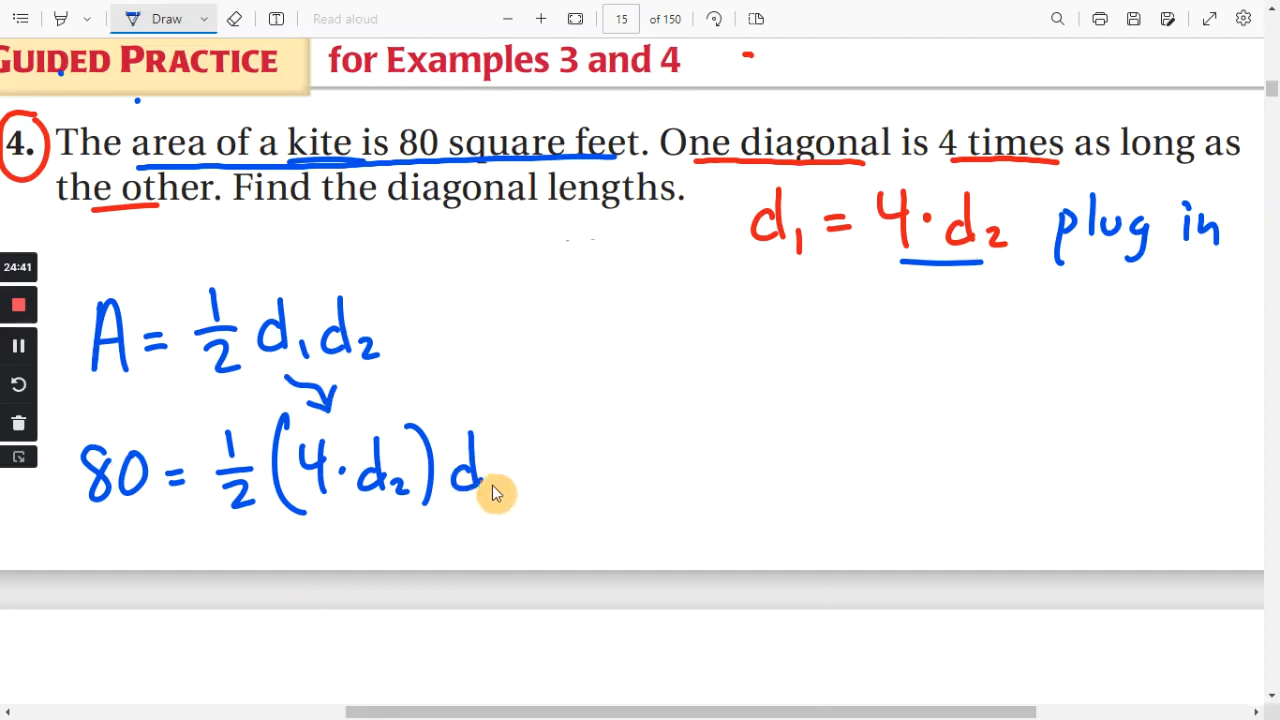 Draw
Read aloud
15 of 150
GUIDED PRACTICE for Examples 3 and 4
4. The area of a kite is 80 square feet. One diagonal is 4 times as long as
the other. Find the diagonal lengths.
d₁ = 4·d₂ plug in
24:41
A = 1/2 d₁d₂
80 = 1/2 (4·d₂) d